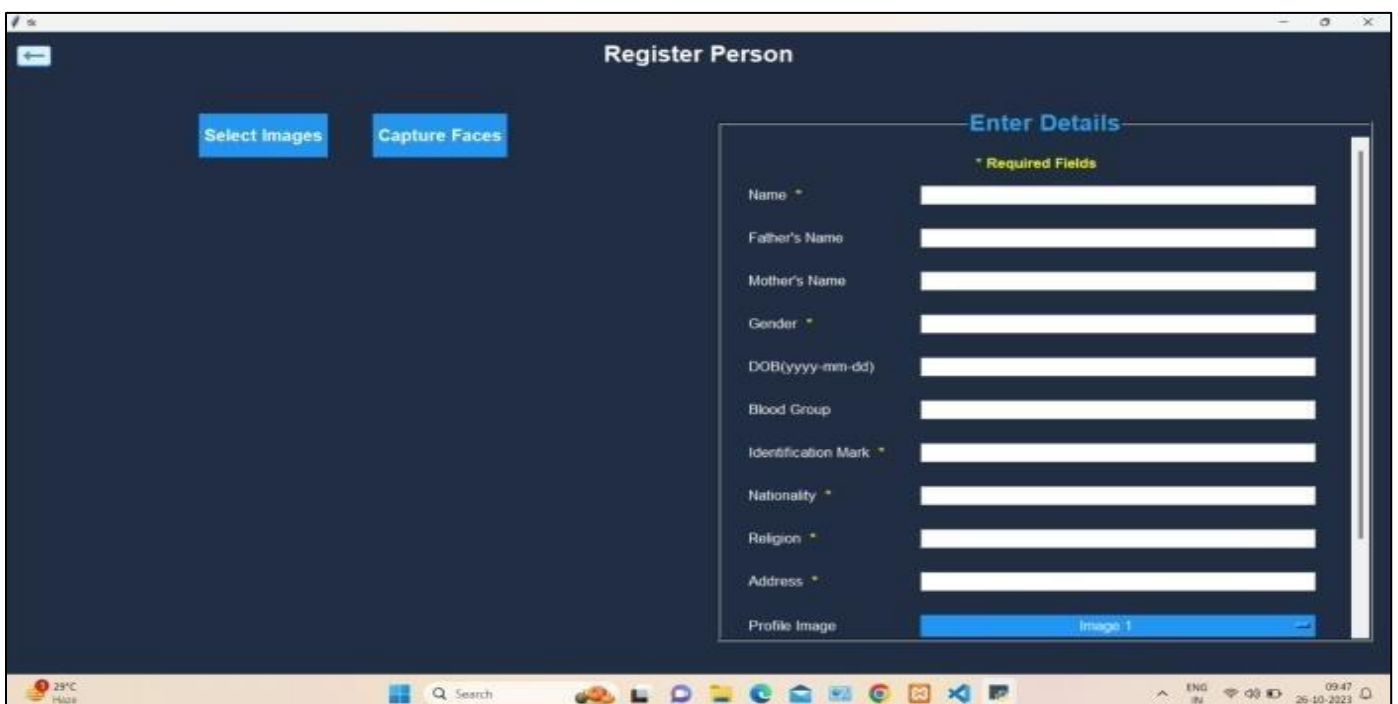 tk
Register Person
Select Images
Capture Faces
Enter Details
* Required Fields
Name *
Father's Name
Mother's Name
Gender *
DOB(yyyy-mm-dd)
Blood Group
Identification Mark *
Nationality *
Religion *
Address *
Profile Image
Image 1
1
29°C
Haze
Search
ENG
IN
09:47
26-10-2023